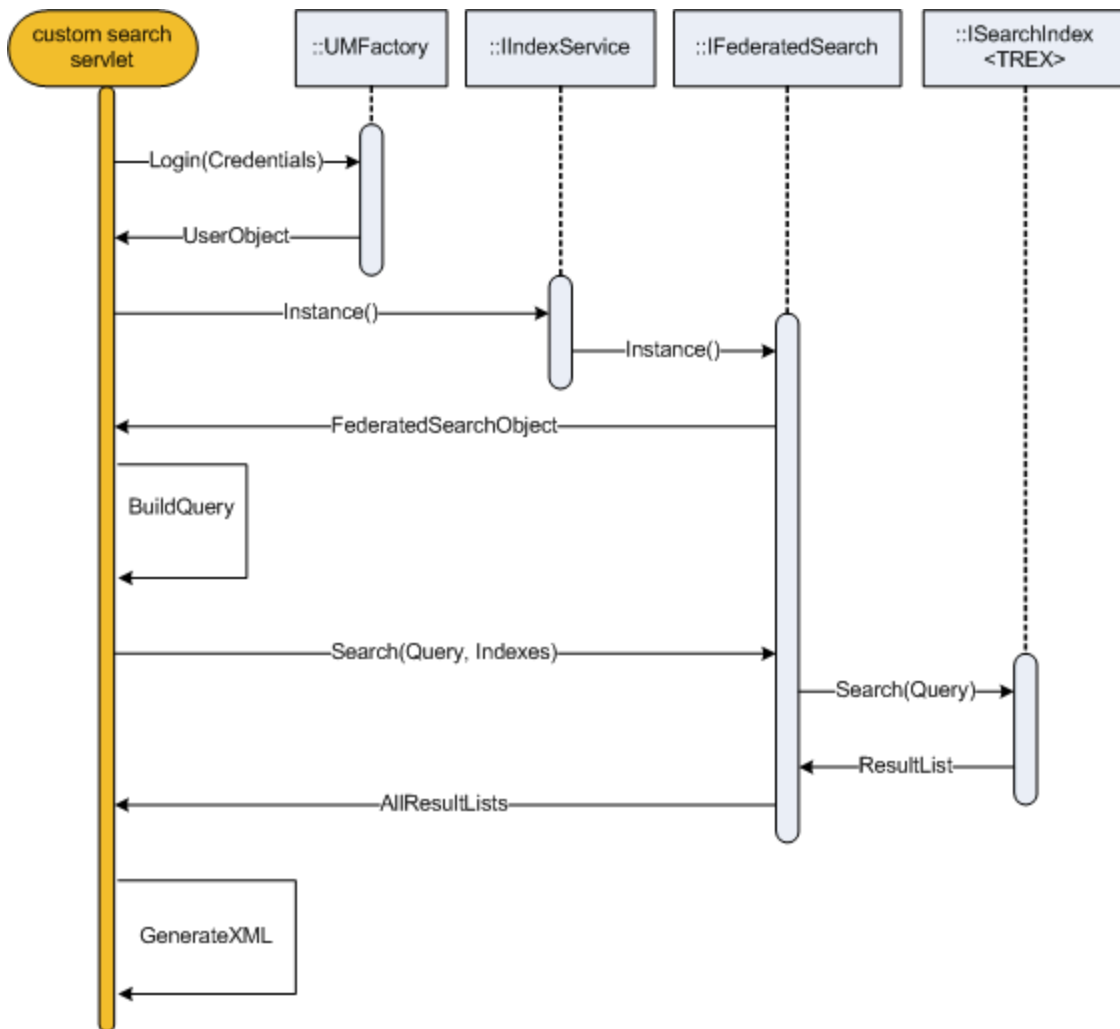 custom search
servlet
::UMFactory
::IIndexService
::IFederatedSearch
::ISearchIndex
<TREX>
Login(Credentials)
UserObject
Instance()
Instance()
FederatedSearchObject
BuildQuery
Search(Query, Indexes)
Search(Query)
ResultList
AllResultLists
GenerateXML